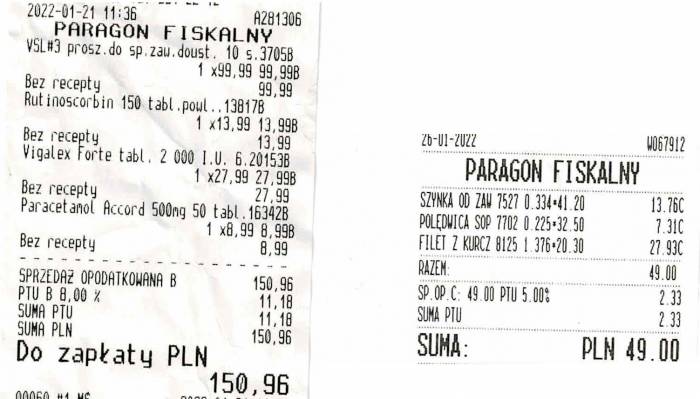 2022-01-21 11:36 A281306
PARAGON FISKALNY
VSL#3 prosz.do sp.zaw.doust. 10 s.3705B
1 x99,99 99,99B
Bez recepty 99,99
Rutinoscorbin 150 tabl.powl..13817B
1 x13,99 13,99B
Bez recepty 13,99
Vigalex Forte tabl. 2 000 I.U. 6.20153B
1 x27,99 27,99B
Bez recepty 27,99
Paracetamol Accord 500mg 50 tabl.16342B
1 x8,99 8,99B
Bez recepty 8,99
SPRZEDAŻ OPODATKOWANA B 150,96
PTU B 8,00 % 11,18
SUMA PTU 11,18
SUMA PLN 150,96
Do zapłaty PLN
150,96
00060 #1 MS
26-01-2022 W067912
PARAGON FISKALNY
SZYNKA OD ZAW 7527 0.334*41.20 13.76C
POLĘDWICA SOP 7702 0.225*32.50 7.31C
FILET Z KURCZ 8125 1.376*20.30 27.93C
RAZEM: 49.00
SP.OP.C: 49.00 PTU 5.00% 2.33
SUMA PTU 2.33
SUMA: PLN 49.00